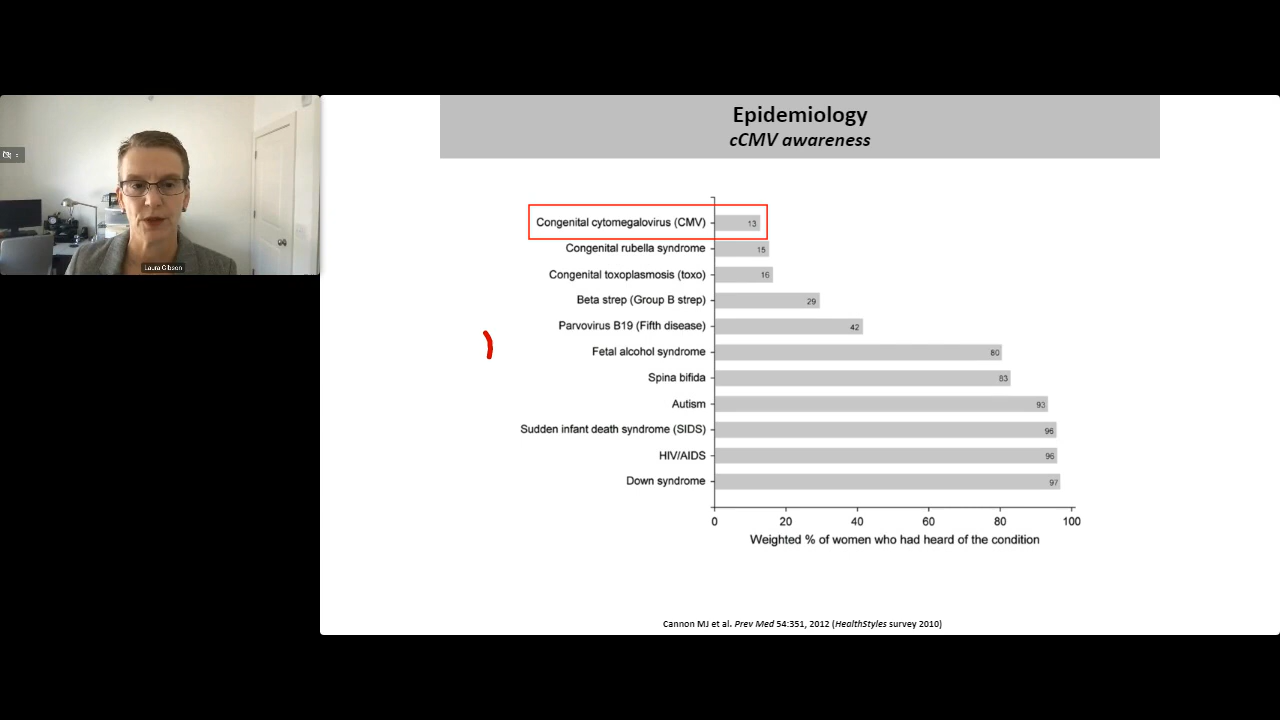 Epidemiology
cCMV awareness
Laura Gibson
Congenital cytomegalovirus (CMV) 13
Congenital rubella syndrome 15
Congenital toxoplasmosis (toxo) 16
Beta strep (Group B strep) 29
Parvovirus B19 (Fifth disease) 42
Fetal alcohol syndrome 80
Spina bifida 83
Autism 93
Sudden infant death syndrome (SIDS) 96
HIV/AIDS 96
Down syndrome 97
0 20 40 60 80 100
Weighted % of women who had heard of the condition
Cannon MJ et al. Prev Med 54:351, 2012 (HealthStyles survey 2010)